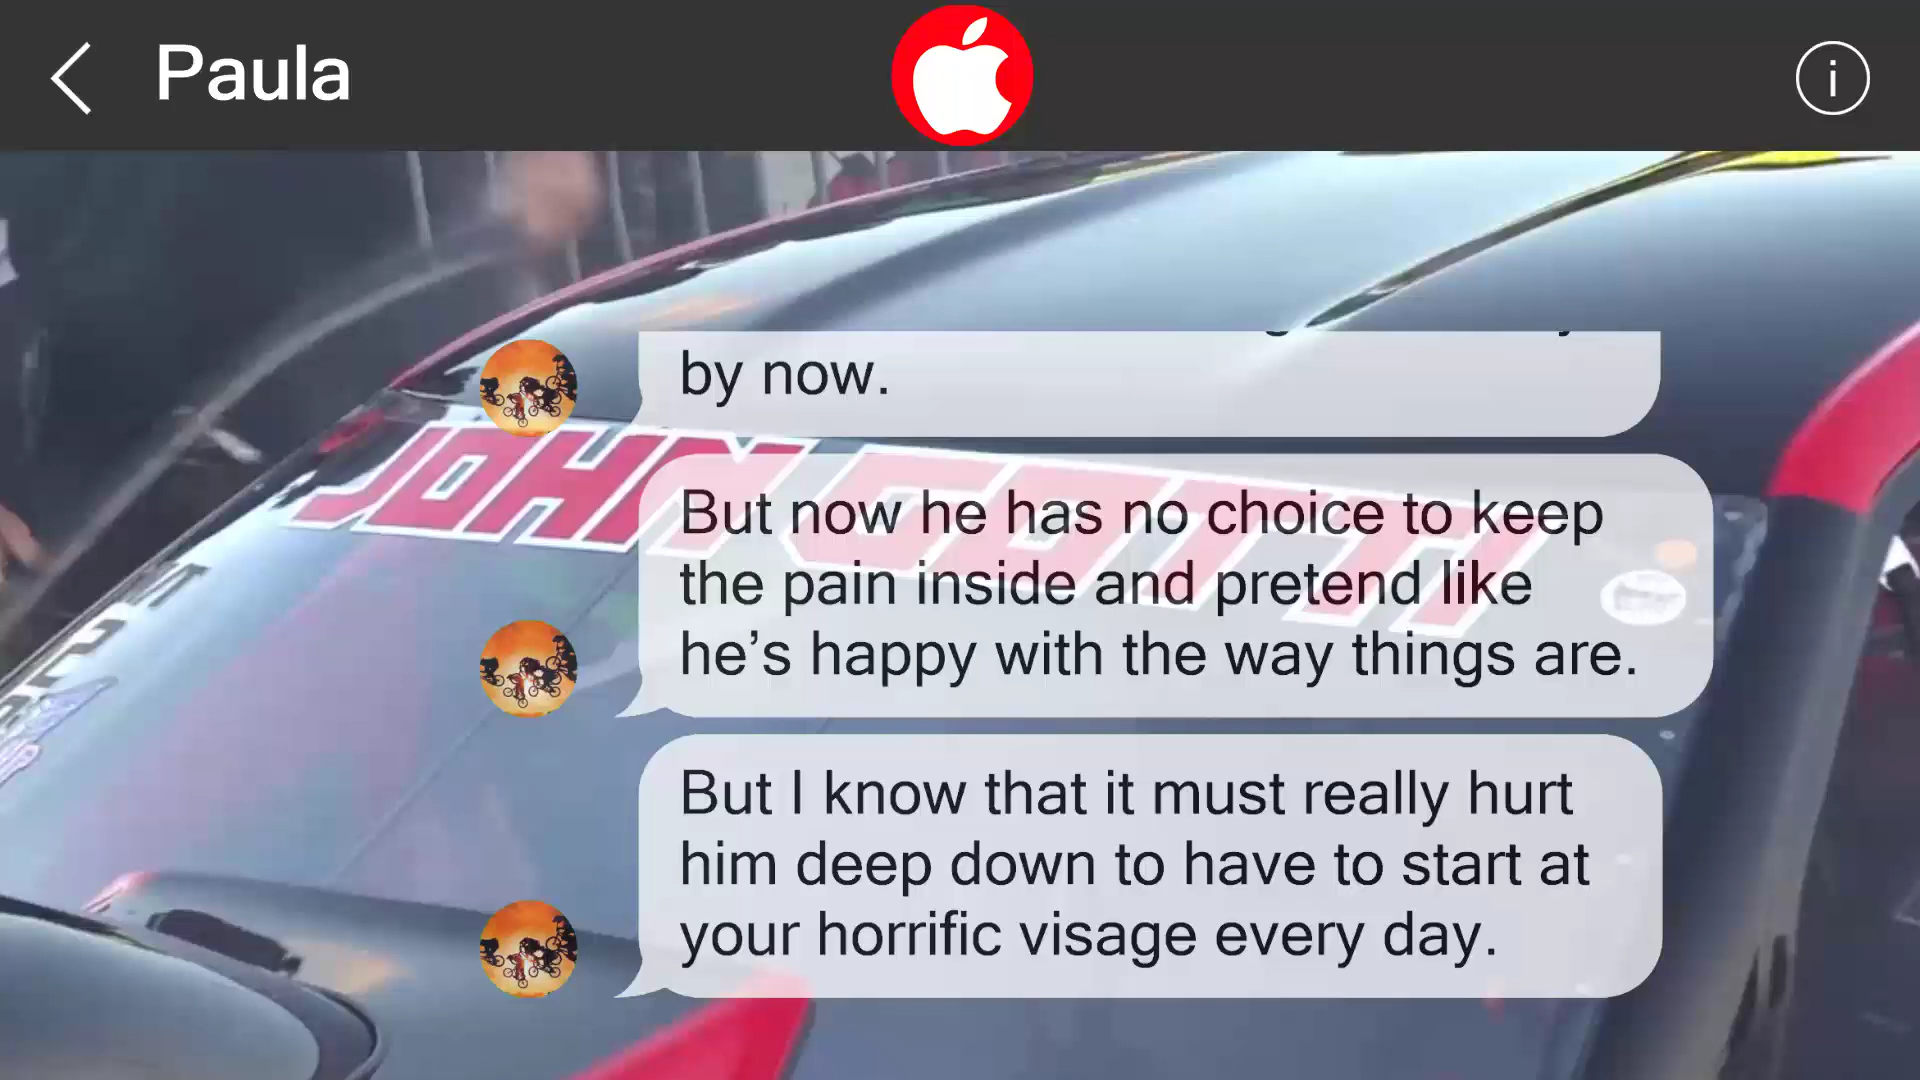 Paula
i
by now.
JOHN GOTTI
But now he has no choice to keep
the pain inside and pretend like
he’s happy with the way things are.
But I know that it must really hurt
him deep down to have to start at
your horrific visage every day.